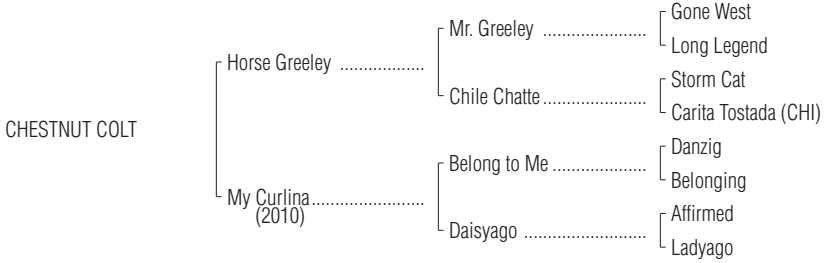 Gone West
Mr. Greeley ......................
Long Legend
Horse Greeley ..................
Storm Cat
Chile Chatte ......................
Carita Tostada (CHI)
CHESTNUT COLT
Danzig
Belong to Me ....................
Belonging
My Curlina ........................
(2010)
Affirmed
Daisyago ..........................
Ladyago